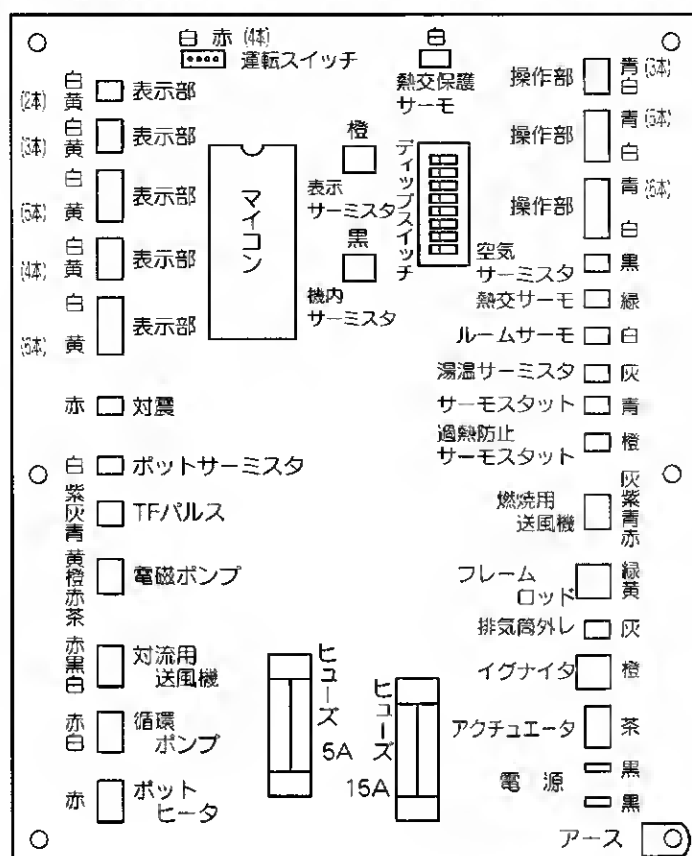 白 赤 (4本)
運転スイッチ
白
熱交保護
サーモ
白
黄
(2本)
表示部
白
黄
(3本)
表示部
白
黄
(5本)
表示部
白
黄
(4本)
表示部
白
黄
(6本)
表示部
マイコン
橙
表示
サーミスタ
黒
機内
サーミスタ
ディップスイッチ
操作部
青 (3本)
白
操作部
青 (5本)
白
操作部
青 (6本)
白
空気
サーミスタ
黒
熱交サーモ
緑
ルームサーモ
白
湯温サーミスタ
灰
サーモスタット
青
過熱防止
サーモスタット
橙
燃焼用
送風機
灰紫青赤
フレーム
ロッド
緑黄
排気筒外レ
灰
イグナイタ
橙
アクチュエータ
茶
電 源
黒
黒
アース
赤
対震
白
ポットサーミスタ
紫灰青
TFパルス
黄橙赤茶
電磁ポンプ
赤黒白
対流用
送風機
赤白
循環
ポンプ
赤
ポット
ヒータ
ヒューズ
5A
ヒューズ
15A